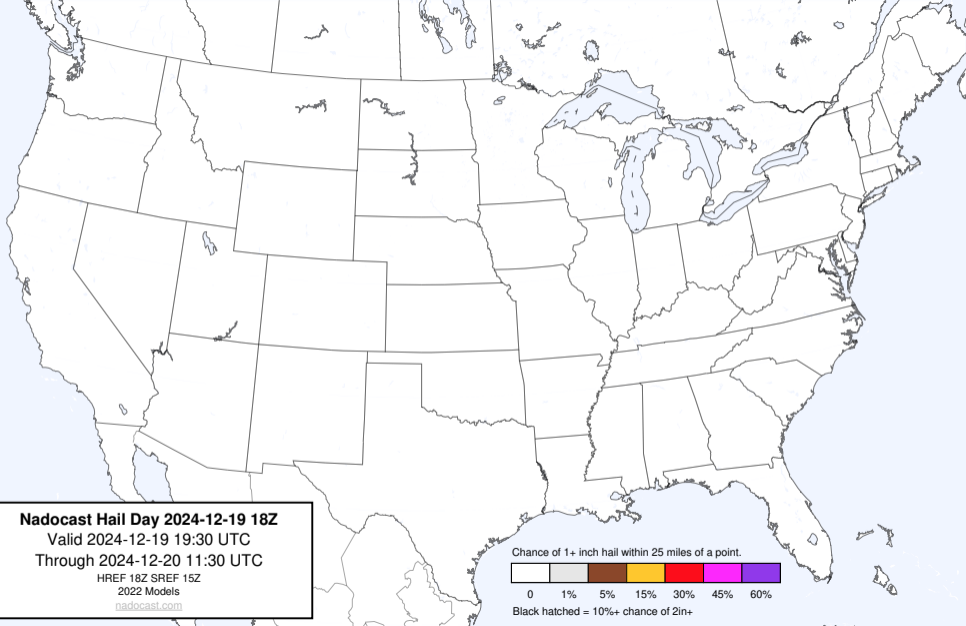 Nadocast Hail Day 2024-12-19 18Z
Valid 2024-12-19 19:30 UTC
Through 2024-12-20 11:30 UTC
HREF 18Z SREF 15Z
2022 Models
nadocast.com
Chance of 1+ inch hail within 25 miles of a point.
0 1% 5% 15% 30% 45% 60%
Black hatched = 10%+ chance of 2in+